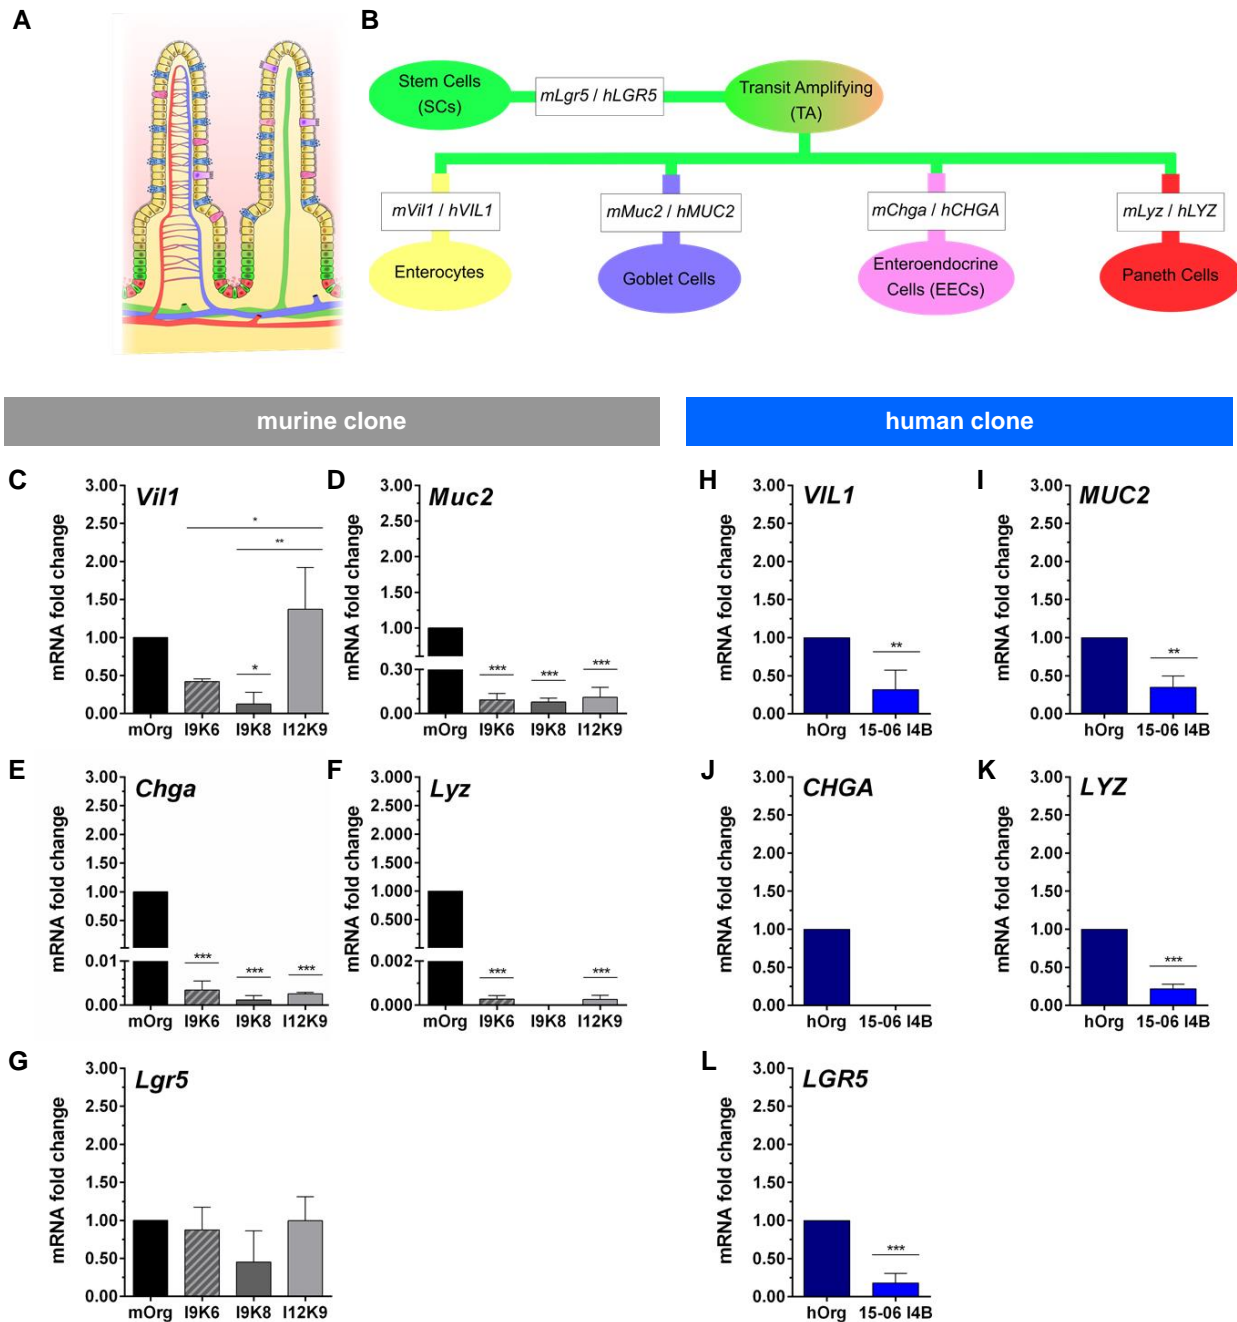 A
B
Stem Cells
(SCs)
mLgr5 / hLGR5
Transit Amplifying
(TA)
mVil1 / hVIL1
mMuc2 / hMUC2
mChga / hCHGA
mLyz / hLYZ
Enterocytes
Goblet Cells
Enteroendocrine
Cells (EECs)
Paneth Cells
murine clone
human clone
C
Vil1
mRNA fold change
3.00
2.50
2.00
1.50
1.00
0.50
0.00
*
**
*
mOrg I9K6 I9K8 I12K9
D
Muc2
mRNA fold change
3.00
2.50
2.00
1.50
1.00
0.30
0.00
*** *** ***
mOrg I9K6 I9K8 I12K9
H
VIL1
mRNA fold change
3.00
2.50
2.00
1.50
1.00
0.50
0.00
**
hOrg 15-06 I4B
I
MUC2
mRNA fold change
3.00
2.50
2.00
1.50
1.00
0.50
0.00
**
hOrg 15-06 I4B
E
Chga
mRNA fold change
3.00
2.50
2.00
1.50
1.00
0.50
0.01
0.00
*** *** ***
mOrg I9K6 I9K8 I12K9
F
Lyz
mRNA fold change
3.000
2.500
2.000
1.500
1.000
0.500
0.002
0.000
*** ***
mOrg I9K6 I9K8 I12K9
J
CHGA
mRNA fold change
3.00
2.50
2.00
1.50
1.00
0.50
0.00
hOrg 15-06 I4B
K
LYZ
mRNA fold change
3.00
2.50
2.00
1.50
1.00
0.50
0.00
***
hOrg 15-06 I4B
G
Lgr5
mRNA fold change
3.00
2.50
2.00
1.50
1.00
0.50
0.00
mOrg I9K6 I9K8 I12K9
L
LGR5
mRNA fold change
3.00
2.50
2.00
1.50
1.00
0.50
0.00
***
hOrg 15-06 I4B